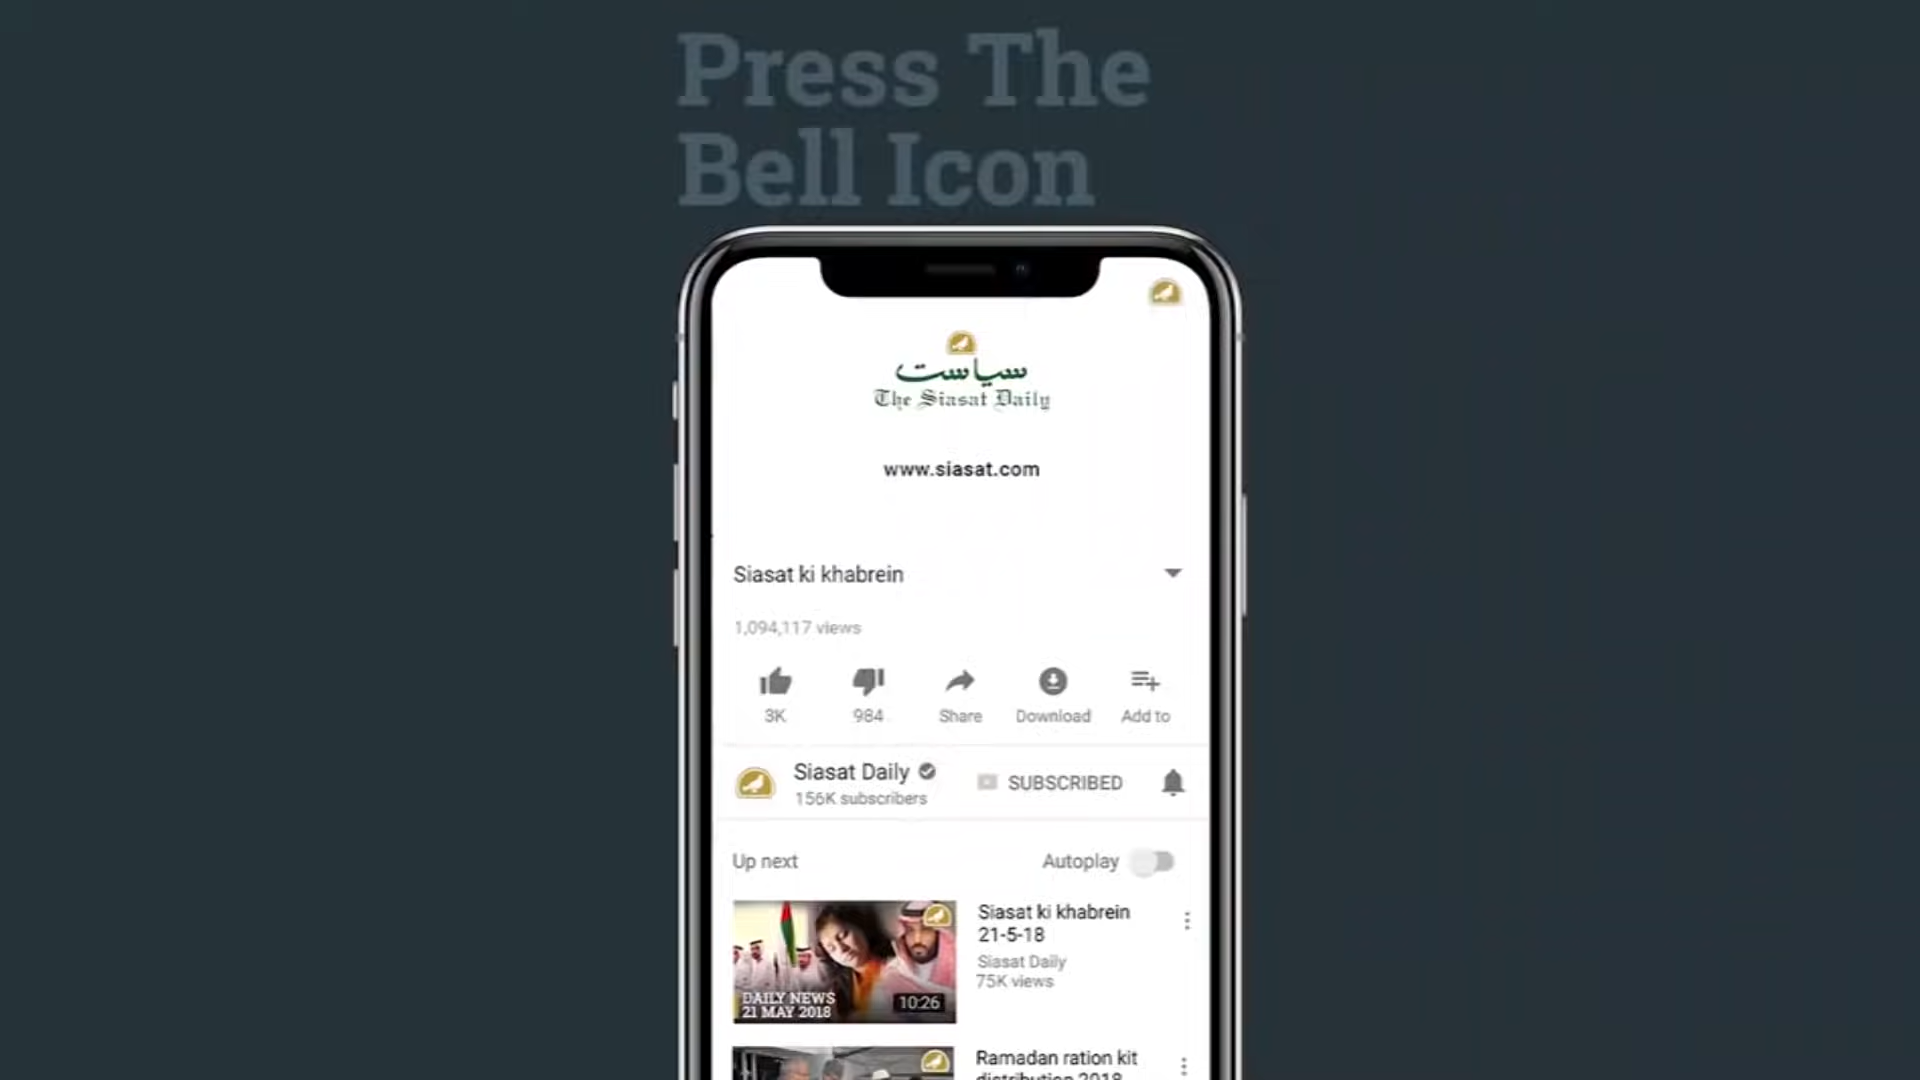 Press The
Bell Icon
سیاست
The Siasat Daily
www.siasat.com
Siasat ki khabrein
1,094,117 views
3K
984
Share
Download
Add to
Siasat Daily
156K subscribers
SUBSCRIBED
Up next
Autoplay
Siasat ki khabrein
21-5-18
Siasat Daily
75K views
DAILY NEWS
21 MAY 2018
10:26
Ramadan ration kit
distribution 2018